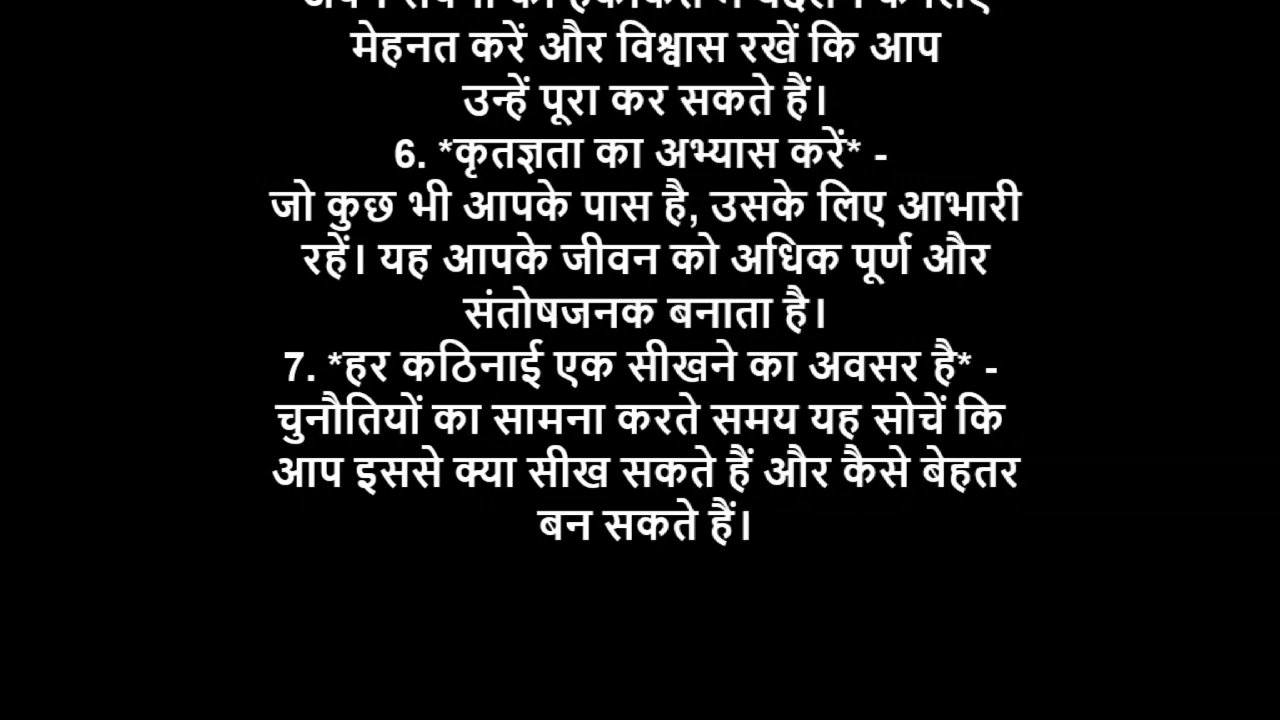 मेहनत करें और विश्वास रखें कि आप
उन्हें पूरा कर सकते हैं।
6. *कृतज्ञता का अभ्यास करें* -
जो कुछ भी आपके पास है, उसके लिए आभारी
रहें। यह आपके जीवन को अधिक पूर्ण और
संतोषजनक बनाता है।
7. *हर कठिनाई एक सीखने का अवसर है* -
चुनौतियों का सामना करते समय यह सोचें कि
आप इससे क्या सीख सकते हैं और कैसे बेहतर
बन सकते हैं।